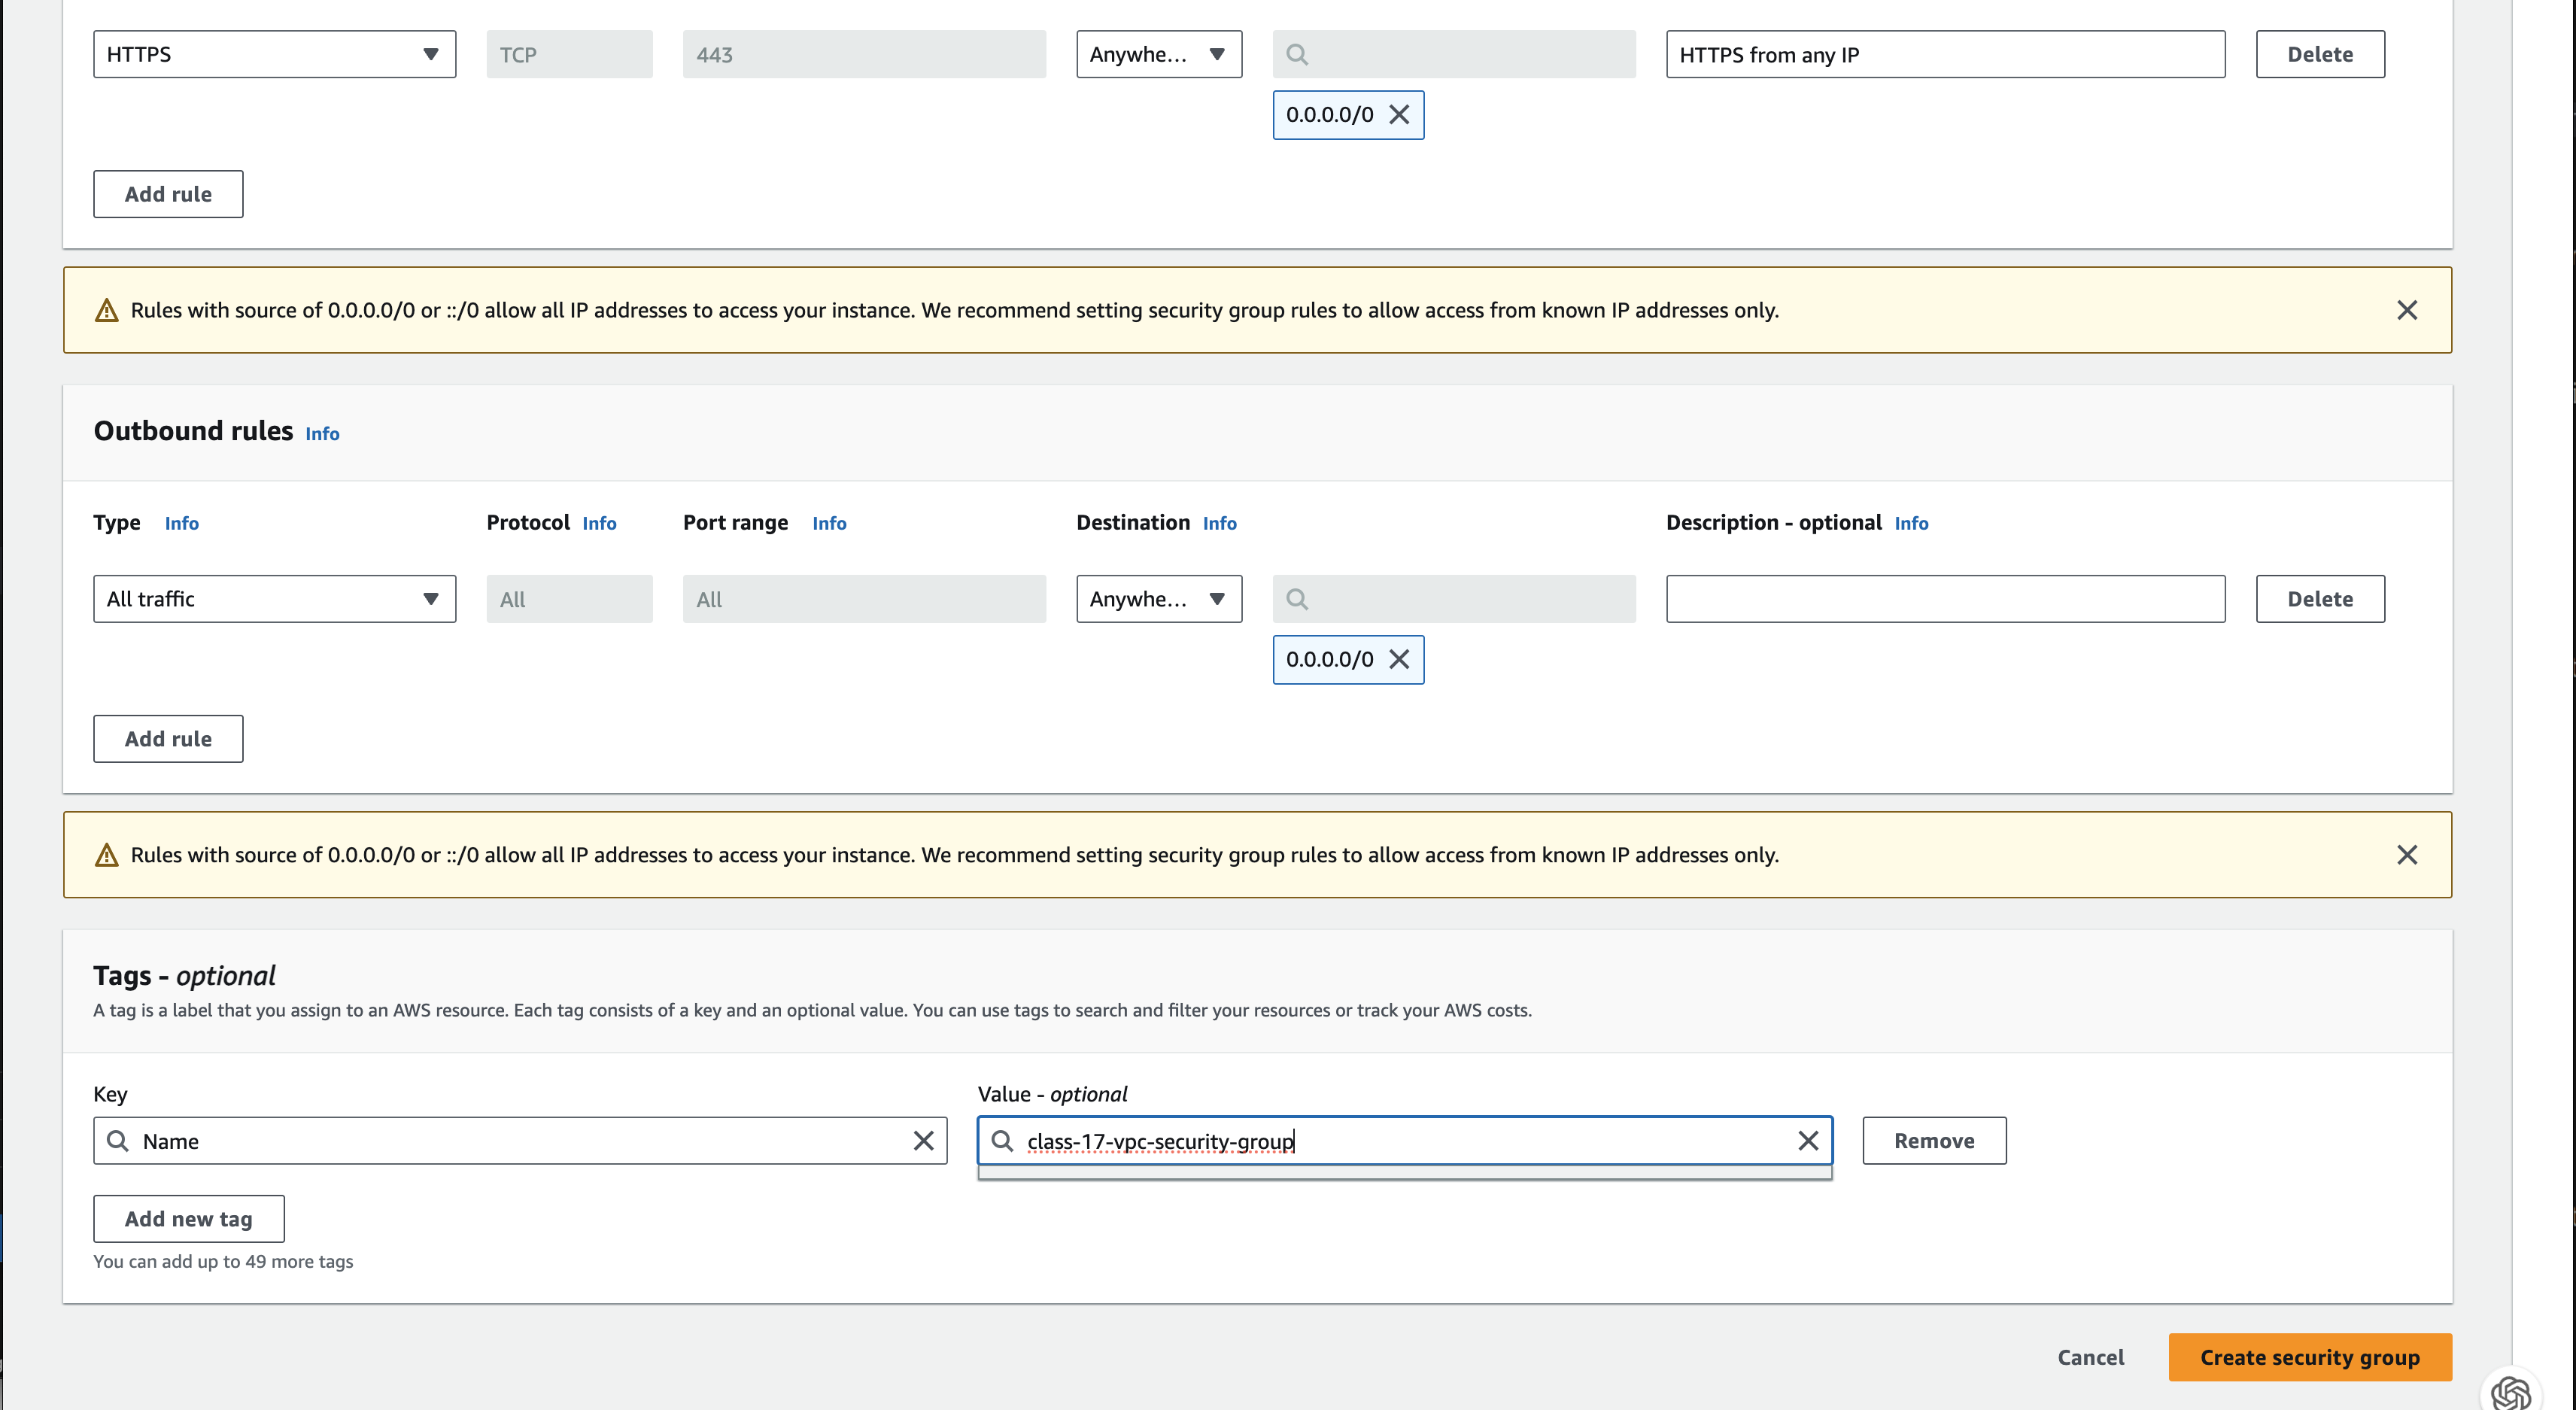 HTTPS TCP 443 Anywhe... HTTPS from any IP Delete
0.0.0.0/0
Add rule
Rules with source of 0.0.0.0/0 or ::/0 allow all IP addresses to access your instance. We recommend setting security group rules to allow access from known IP addresses only.
Outbound rules Info
Type Info Protocol Info Port range Info Destination Info Description - optional Info
All traffic All All Anywhe... Delete
0.0.0.0/0
Add rule
Rules with source of 0.0.0.0/0 or ::/0 allow all IP addresses to access your instance. We recommend setting security group rules to allow access from known IP addresses only.
Tags - optional
A tag is a label that you assign to an AWS resource. Each tag consists of a key and an optional value. You can use tags to search and filter your resources or track your AWS costs.
Key Value - optional
Name class-17-vpc-security-group Remove
Add new tag
You can add up to 49 more tags
Cancel Create security group